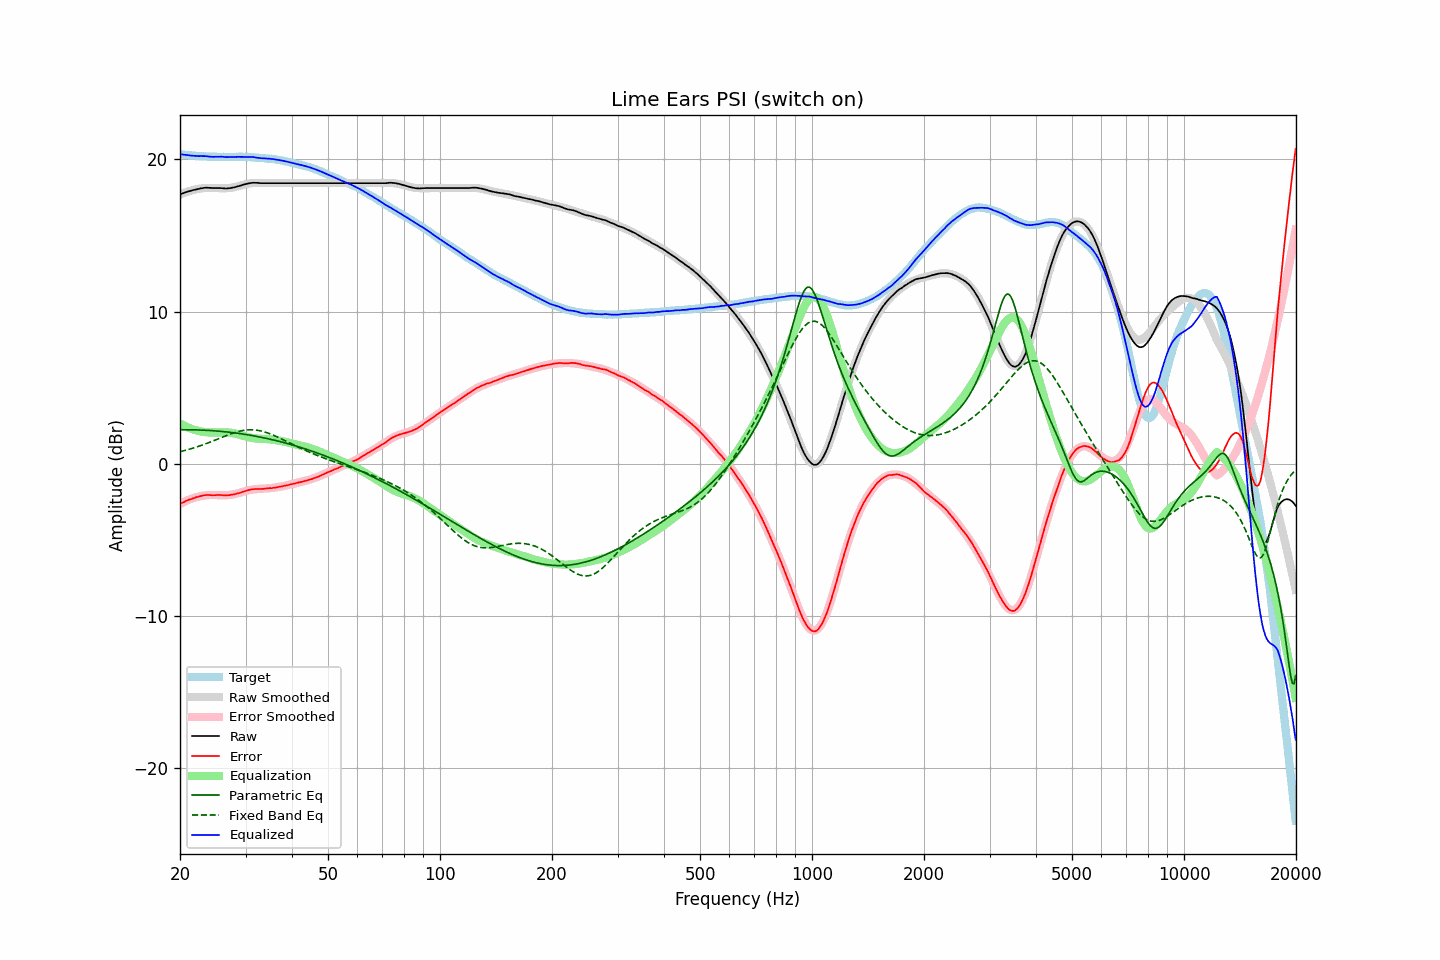 Lime Ears PSI (switch on)
20
10
0
−10
−20
Amplitude (dBr)
Target
Raw Smoothed
Error Smoothed
Raw
Error
Equalization
Parametric Eq
Fixed Band Eq
Equalized
20 50 100 200 500 1000 2000 5000 10000 20000
Frequency (Hz)